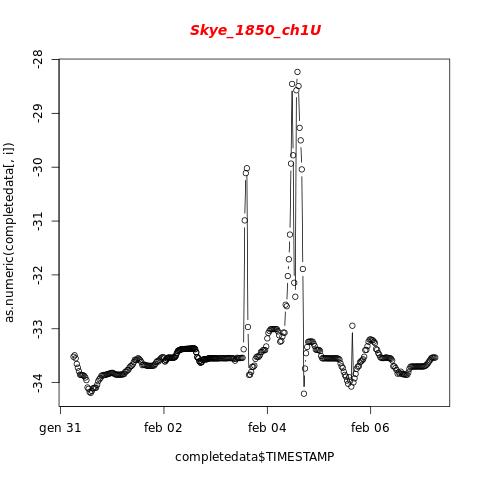 Skye_1850_ch1U
as.numeric(completedata[, i])
-28
-29
-30
-31
-32
-33
-34
gen 31
feb 02
feb 04
feb 06
completedata$TIMESTAMP